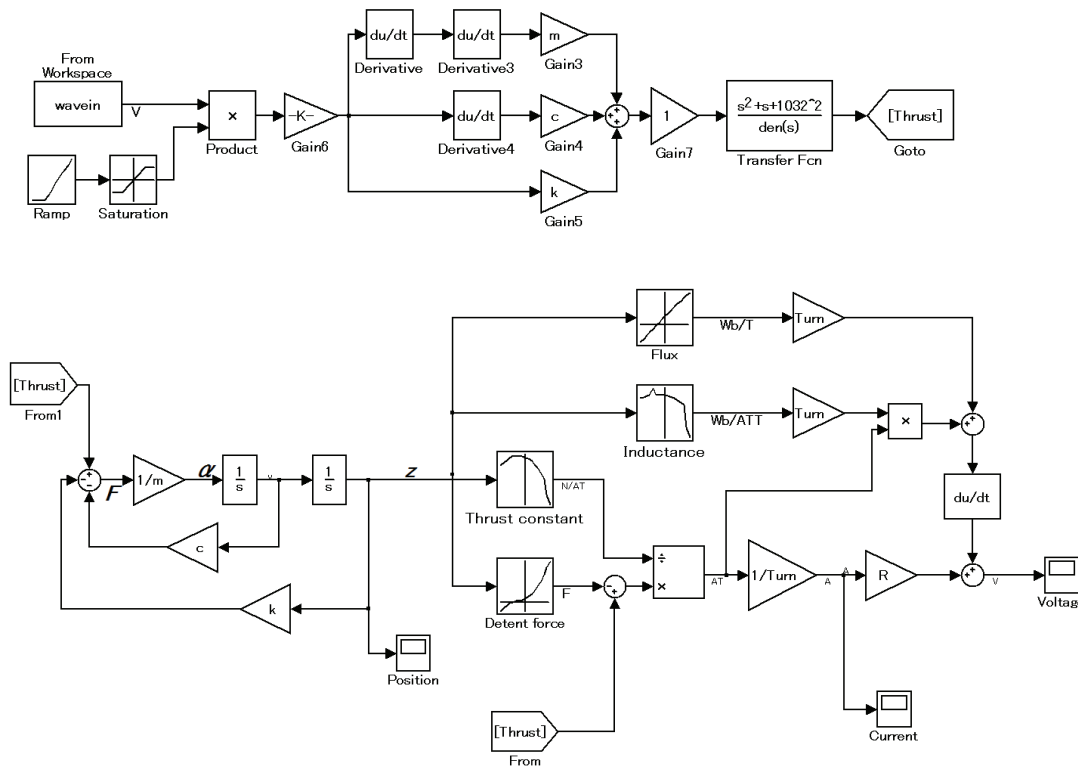 From
Workspace
wavein
V
Ramp
Saturation
×
Product
-K-
Gain6
du/dt
Derivative
du/dt
Derivative3
m
Gain3
du/dt
Derivative4
c
Gain4
k
Gain5
+
+
+
1
Gain7
s²+s+1032^2
den(s)
Transfer Fcn
[Thrust]
Goto
[Thrust]
From1
+
-
-
F
1/m
α
1
s
v
1
s
z
c
k
Position
Flux
Wb/T
Turn
Inductance
Wb/ATT
Turn
×
+
+
du/dt
Thrust constant
N/AT
Detent force
F
-
+
÷
×
AT
1/Turn
A
A
R
+
+
V
Voltag
Current
[Thrust]
From